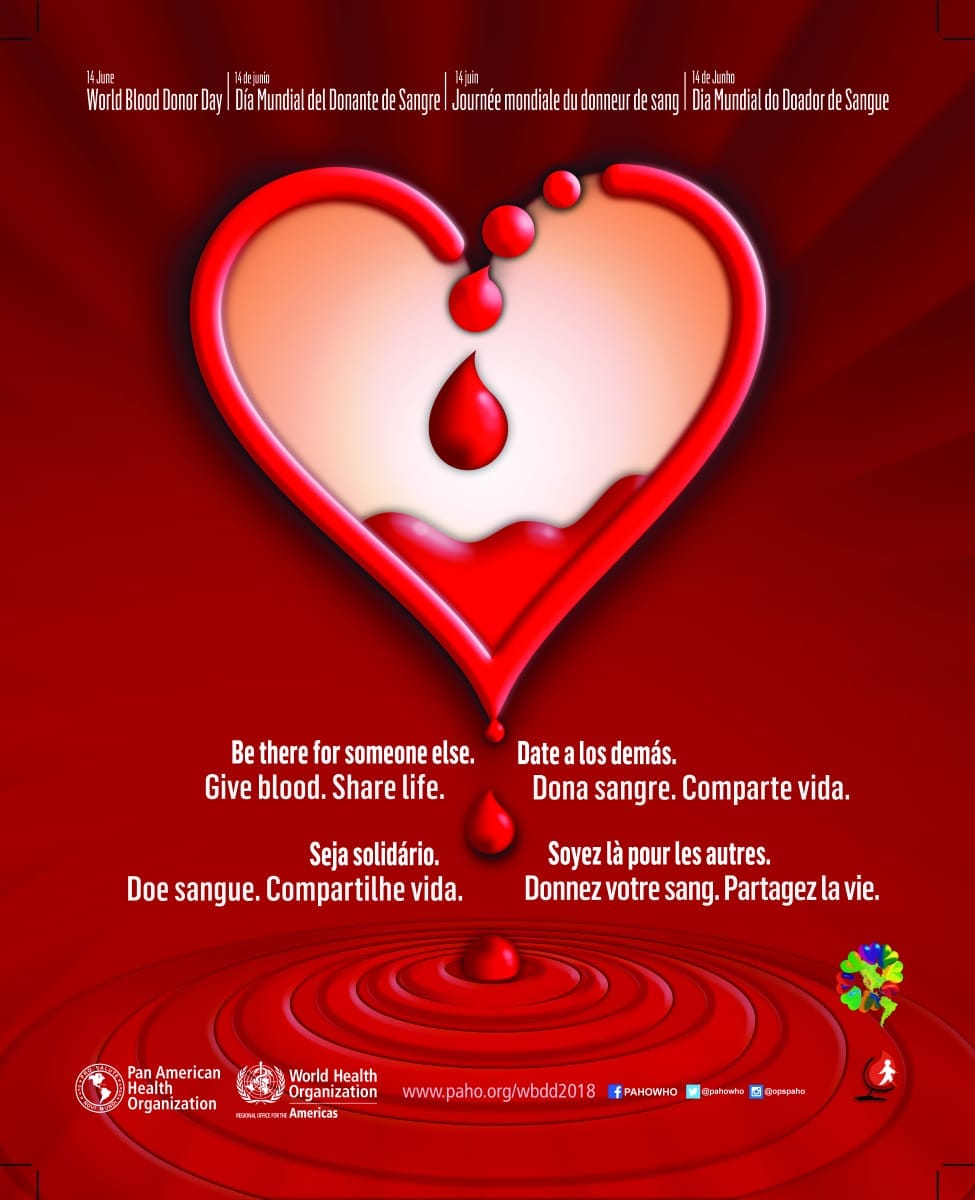 14 June
World Blood Donor Day
14 de junio
Día Mundial del Donante de Sangre
14 juin
Journée mondiale du donneur de sang
14 de Junho
Dia Mundial do Doador de Sangue
Be there for someone else.
Give blood. Share life.
Date a los demás.
Dona sangre. Comparte vida.
Seja solidário.
Doe sangue. Compartilhe vida.
Soyez là pour les autres.
Donnez votre sang. Partagez la vie.
PRO SALUTE
NOVI MUNDI
Pan American
Health
Organization
World Health
Organization
REGIONAL OFFICE FOR THE Americas
www.paho.org/wbdd2018
PAHOWHO
@pahowho
@opspaho